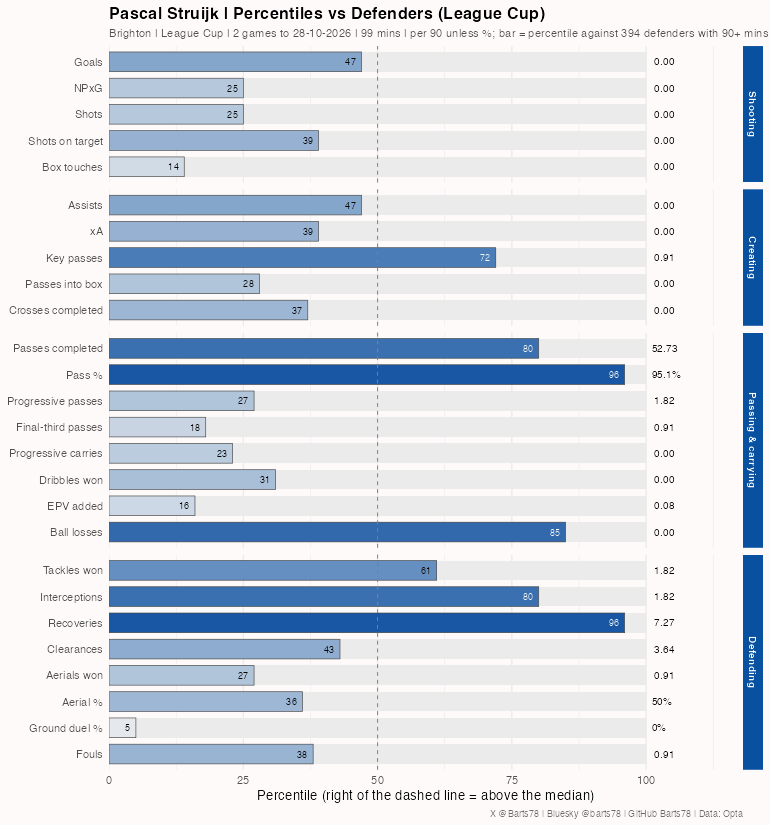 Pascal Struijk | Percentiles vs Defenders (League Cup)
Brighton | League Cup | 2 games to 28-10-2026 | 99 mins | per 90 unless %; bar = percentile against 394 defenders with 90+ mins
Goals 47 0.00
NPxG 25 0.00
Shots 25 0.00
Shots on target 39 0.00
Box touches 14 0.00
Shooting
Assists 47 0.00
xA 39 0.00
Key passes 72 0.91
Passes into box 28 0.00
Crosses completed 37 0.00
Creating
Passes completed 80 52.73
Pass % 96 95.1%
Progressive passes 27 1.82
Final-third passes 18 0.91
Progressive carries 23 0.00
Dribbles won 31 0.00
EPV added 16 0.08
Ball losses 85 0.00
Passing & carrying
Tackles won 61 1.82
Interceptions 80 1.82
Recoveries 96 7.27
Clearances 43 3.64
Aerials won 27 0.91
Aerial % 36 50%
Ground duel % 5 0%
Fouls 38 0.91
Defending
0 25 50 75 100
Percentile (right of the dashed line = above the median)
X @Barts78 | Bluesky @barts78 | GitHub Barts78 | Data: Opta